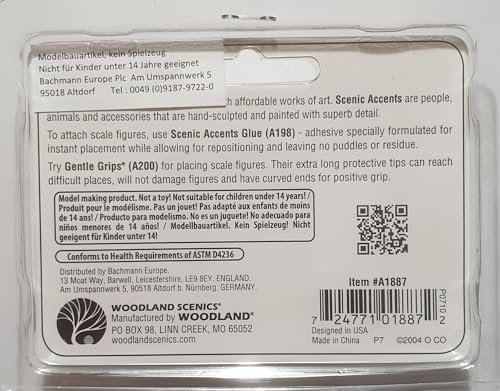 Modelbauartikel, kein Spielzeug
Nicht für Kinder unter 14 Jahre geeignet
Bachmann Europe Plc Am Umspannwerk 5
95018 Altdorf Tel : 0049 (0)9187-9722-0
affordable works of art. Scenic Accents are people,
animals and accessories that are hand-sculpted and painted with superb detail.
To attach scale figures, use Scenic Accents Glue (A198) - adhesive specially formulated for
instant placement while allowing for repositioning and leaving no puddles or residue.
Try Gentle Grips® (A200) for placing scale figures. Their extra long protective tips can reach
difficult places, will not damage figures and have curved ends for positive grip.
Model making product. Not a toy! Not suitable for children under 14 years! /
Produit pour le modélisme. Pas un jouet! Pas adapté aux enfants de moins
de 14 ans! / Producto para modelismo. No es un juguete! No adecuado para
niños menores de 14 años! / Modellbauartikel. Kein Spielzeug! Nicht
geeignet für Kinder unter 14!
Conforms to Health Requirements of ASTM D4236
Distributed by Bachmann Europe.
13 Moat Way, Barwell, Leicestershire, LE9 8EY. ENGLAND.
Am Umspannwerk 5, 90518 Altdorf b. Nürnberg, GERMANY.
WOODLAND SCENICS®
Manufactured by WOODLAND®
PO BOX 98, LINN CREEK, MO 65052
woodlandscenics.com
Item #A1887
7 24771 01887 2
P0710
Designed in USA
Made in China P7 ©2004 O CO